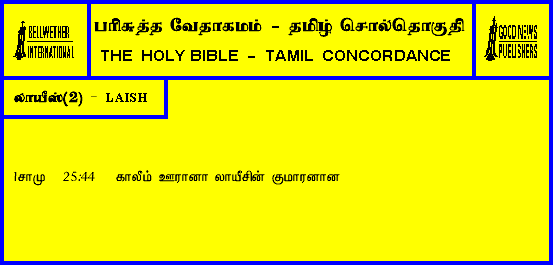 BELLWETHER
INTERNATIONAL
பரிசுத்த வேதாகமம் - தமிழ் சொல்தொகுதி
THE HOLY BIBLE - TAMIL CONCORDANCE
GOOD NEWS
PUBLISHERS
லாயீஸ்(2) - LAISH
1சாமு 25:44 காலீம் ஊரானா லாயீசின் குமாரனான